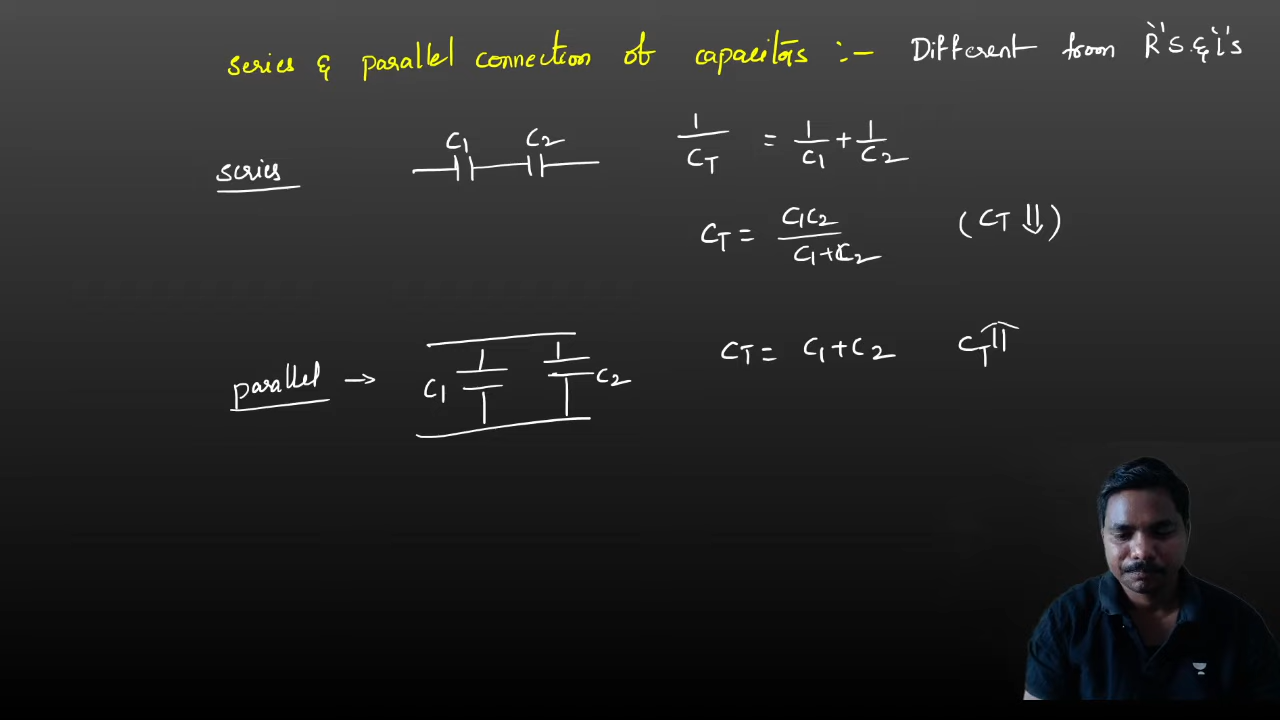 series & parallel connection of capacitors :- Different from R's & L's
series C1 C2 1/CT = 1/C1 + 1/C2
CT = C1C2/C1+C2 (CT ⇓)
parallel → C1 C2 CT = C1+C2 CT⇑